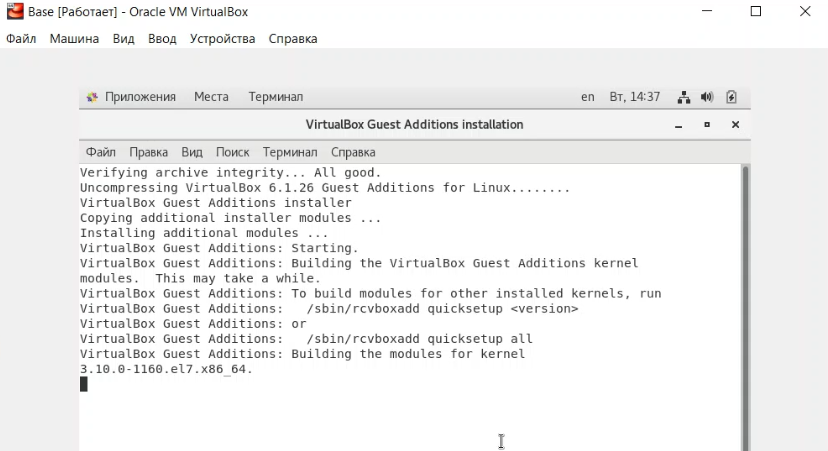 Base [Работает] - Oracle VM VirtualBox
Файл Машина Вид Ввод Устройства Справка
Приложения Места Терминал en Вт, 14:37
VirtualBox Guest Additions installation
Файл Правка Вид Поиск Терминал Справка
Verifying archive integrity... All good.
Uncompressing VirtualBox 6.1.26 Guest Additions for Linux........
VirtualBox Guest Additions installer
Copying additional installer modules ...
Installing additional modules ...
VirtualBox Guest Additions: Starting.
VirtualBox Guest Additions: Building the VirtualBox Guest Additions kernel
modules.  This may take a while.
VirtualBox Guest Additions: To build modules for other installed kernels, run
VirtualBox Guest Additions:   /sbin/rcvboxadd quicksetup <version>
VirtualBox Guest Additions: or
VirtualBox Guest Additions:   /sbin/rcvboxadd quicksetup all
VirtualBox Guest Additions: Building the modules for kernel
3.10.0-1160.el7.x86_64.